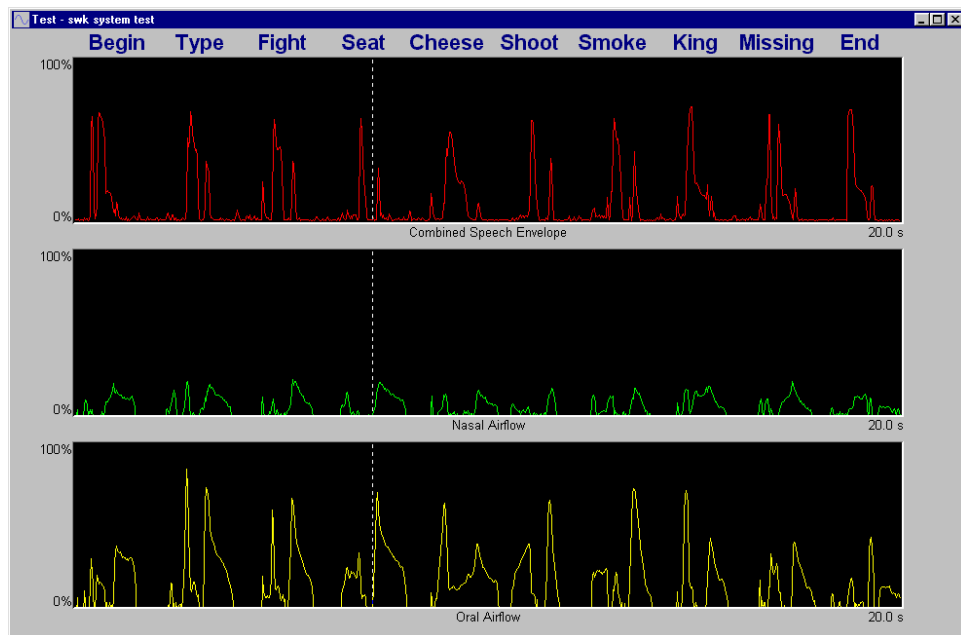 Test - swk system test
Begin Type Fight Seat Cheese Shoot Smoke King Missing End
100%
0%
Combined Speech Envelope 20.0 s
100%
0%
Nasal Airflow 20.0 s
100%
0%
Oral Airflow 20.0 s